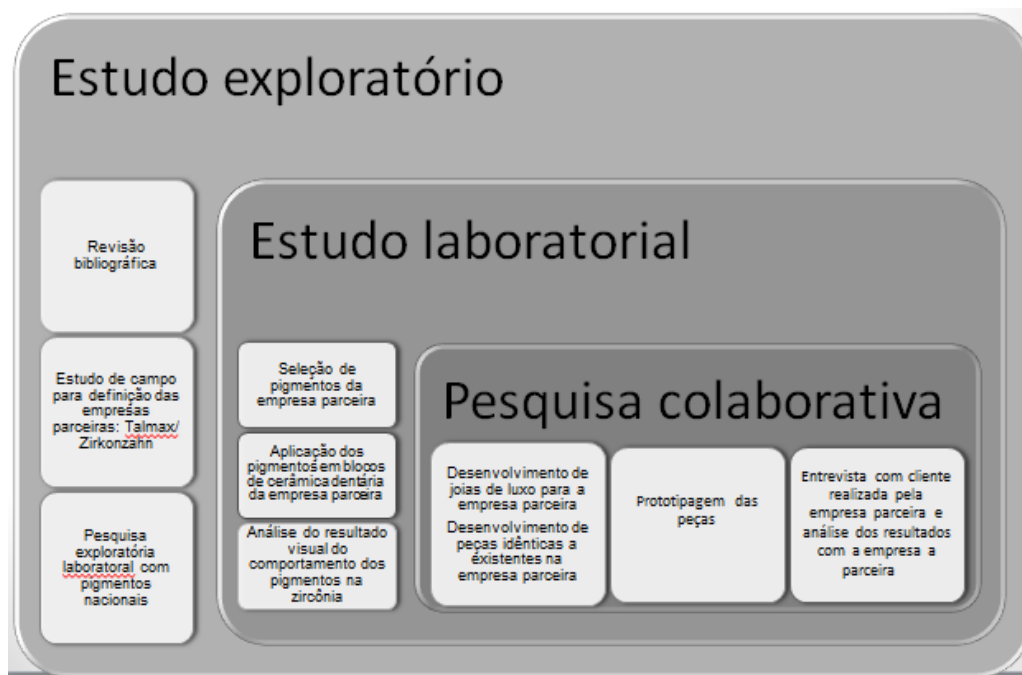 Estudo exploratório
Revisão
bibliográfica
Estudo de campo
para definição das
empresas
parceiras: Talmax/
Zirkonzahn
Pesquisa
exploratória
laboratoral com
pigmentos
nacionais
Estudo laboratorial
Seleção de
pigmentos da
empresa parceira
Aplicação dos
pigmentos em blocos
de cerâmica dentária
da empresa parceira
Análise do resultado
visual do
comportamento dos
pigmentos na
zircônia
Pesquisa colaborativa
Desenvolvimento de
joias de luxo para a
empresa parceira
Desenvolvimento de
peças idênticas a
éxistentes na
empresa parceira
Prototipagem das
peças
Entrevista com cliente
realizada pela
empresa parceira e
análise dos resultados
com a empresa a
parceira